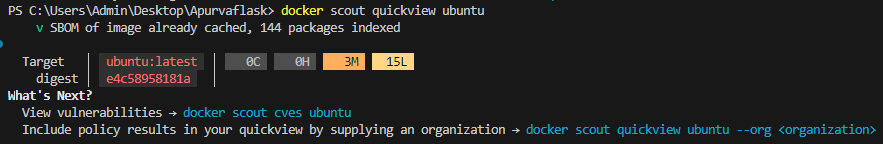 PS C:\Users\Admin\Desktop\Apurvaflask> docker scout quickview ubuntu
v SBOM of image already cached, 144 packages indexed
Target | ubuntu:latest | 0C 0H 3M 15L
digest | e4c58958181a |
What's Next?
View vulnerabilities → docker scout cves ubuntu
Include policy results in your quickview by supplying an organization → docker scout quickview ubuntu --org <organization>